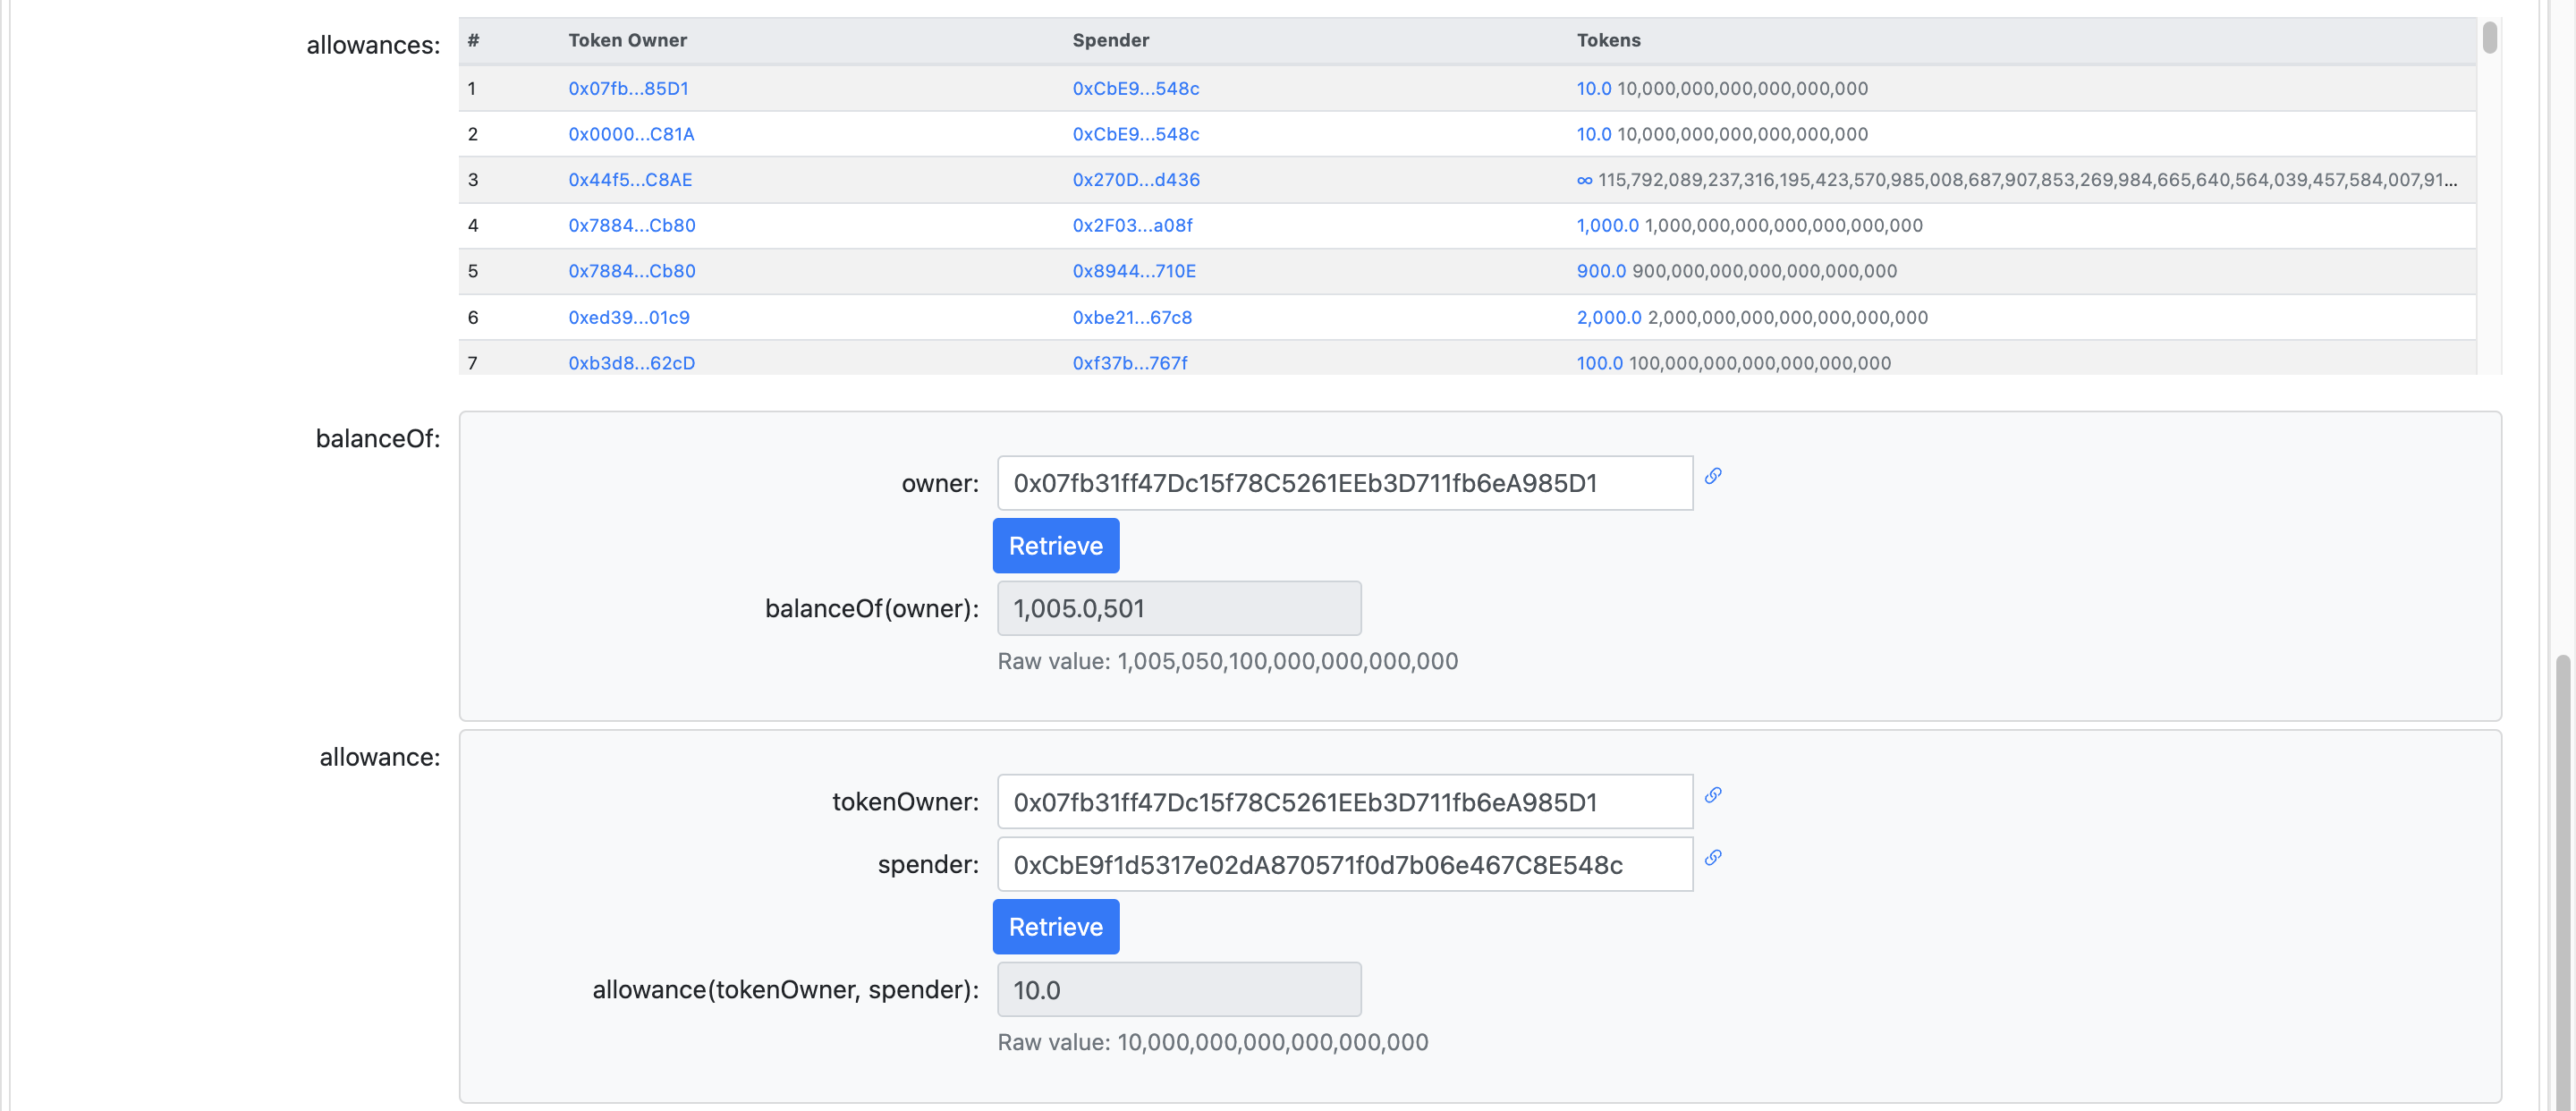 allowances:
# Token Owner Spender Tokens
1 0x07fb...85D1 0xCbE9...548c 10.0 10,000,000,000,000,000,000
2 0x0000...C81A 0xCbE9...548c 10.0 10,000,000,000,000,000,000
3 0x44f5...C8AE 0x270D...d436 ∞ 115,792,089,237,316,195,423,570,985,008,687,907,853,269,984,665,640,564,039,457,584,007,91...
4 0x7884...Cb80 0x2F03...a08f 1,000.0 1,000,000,000,000,000,000,000
5 0x7884...Cb80 0x8944...710E 900.0 900,000,000,000,000,000,000
6 0xed39...01c9 0xbe21...67c8 2,000.0 2,000,000,000,000,000,000,000
7 0xb3d8...62cD 0xf37b...767f 100.0 100,000,000,000,000,000,000
balanceOf:
owner: 0x07fb31ff47Dc15f78C5261EEb3D711fb6eA985D1
Retrieve
balanceOf(owner): 1,005.0,501
Raw value: 1,005,050,100,000,000,000,000
allowance:
tokenOwner: 0x07fb31ff47Dc15f78C5261EEb3D711fb6eA985D1
spender: 0xCbE9f1d5317e02dA870571f0d7b06e467C8E548c
Retrieve
allowance(tokenOwner, spender): 10.0
Raw value: 10,000,000,000,000,000,000